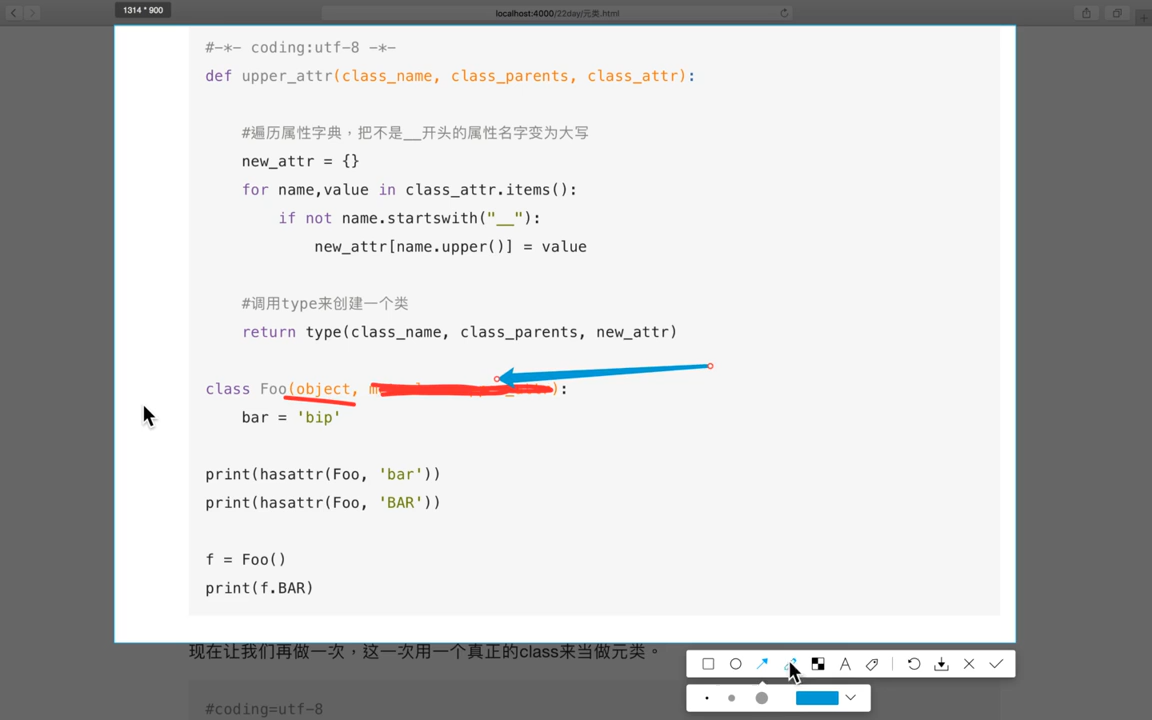 1314 * 900
localhost:4000/22day/元类.html
#-*- coding:utf-8 -*-
def upper_attr(class_name, class_parents, class_attr):
#遍历属性字典，把不是__开头的属性名字变为大写
new_attr = {}
for name,value in class_attr.items():
if not name.startswith("__"):
new_attr[name.upper()] = value
#调用type来创建一个类
return type(class_name, class_parents, new_attr)
class Foo(object, ):
bar = 'bip'
print(hasattr(Foo, 'bar'))
print(hasattr(Foo, 'BAR'))
f = Foo()
print(f.BAR)
现在让我们再做一次，这一次用一个真正的class来当做元类。
#coding=utf-8